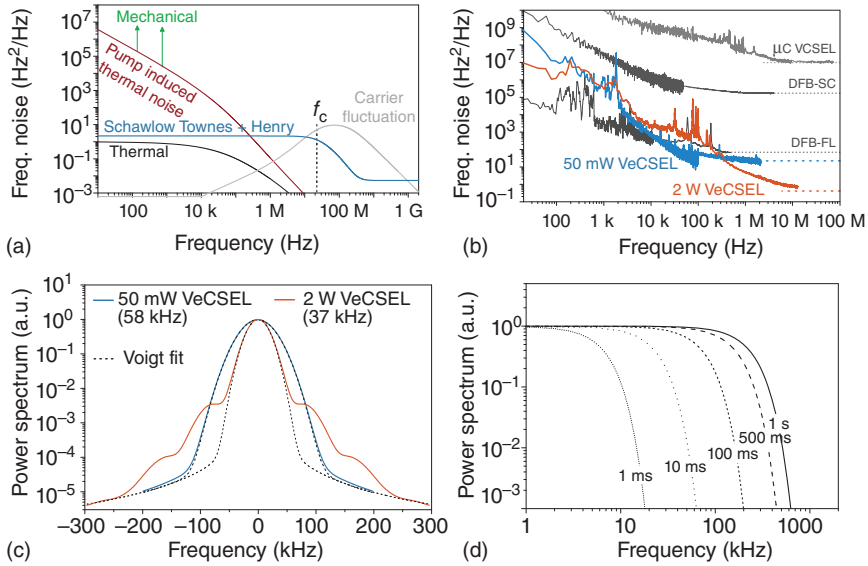 Freq. noise (Hz²/Hz)
10⁷
10⁵
10³
10¹
10⁻¹
10⁻³
Mechanical
Pump induced
thermal noise
Schawlow Townes + Henry
Thermal
f_c
Carrier
fluctuation
100
10 k
1 M
100 M
1 G
Frequency (Hz)
(a)
Freq. noise (Hz²/Hz)
10⁹
10⁷
10⁵
10³
10¹
10⁻¹
μC VCSEL
DFB-SC
DFB-FL
50 mW VeCSEL
2 W VeCSEL
100
1 k
10 k
100 k
1 M
10 M
100 M
Frequency (Hz)
(b)
Power spectrum (a.u.)
10¹
10⁰
10⁻¹
10⁻²
10⁻³
10⁻⁴
10⁻⁵
50 mW VeCSEL
(58 kHz)
2 W VeCSEL
(37 kHz)
Voigt fit
−300
−200
−100
0
100
200
300
Frequency (kHz)
(c)
Power spectrum (a.u.)
10⁰
10⁻¹
10⁻²
10⁻³
1 ms
10 ms
100 ms
500 ms
1 s
1
10
100
1000
Frequency (kHz)
(d)